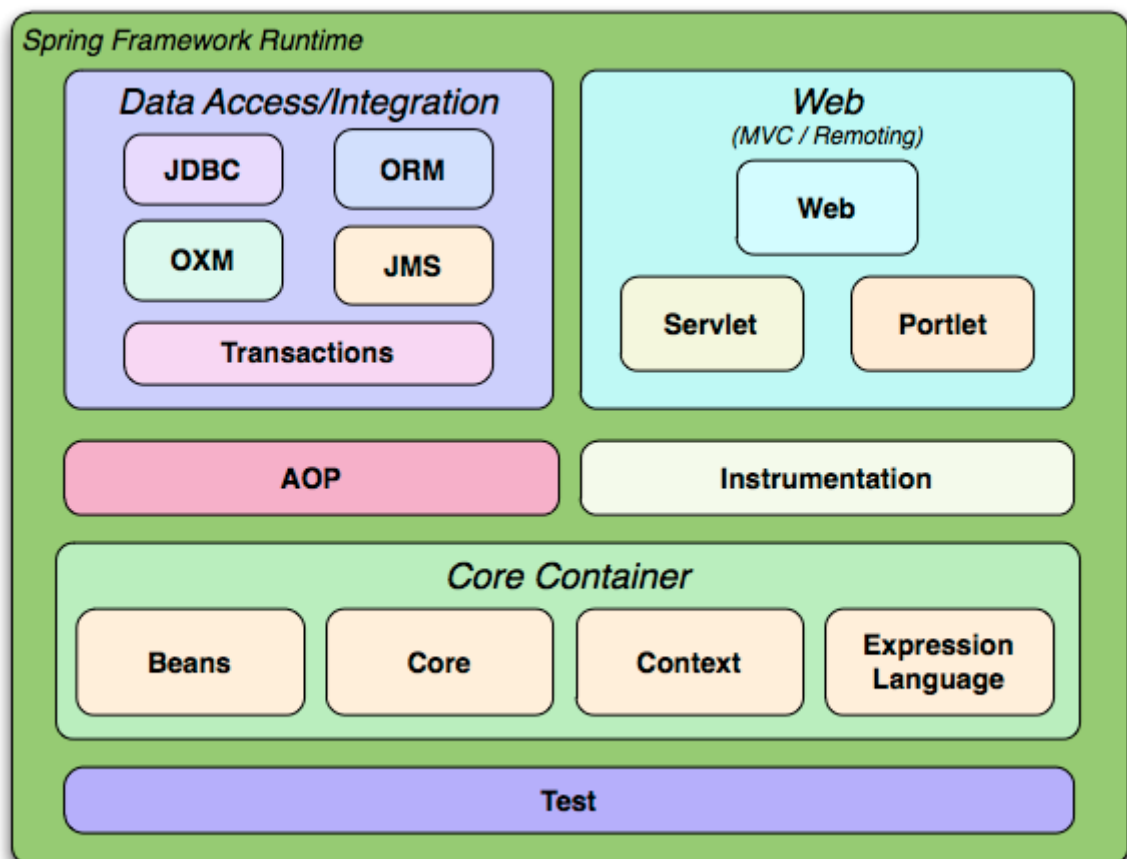 Spring Framework Runtime
Data Access/Integration
JDBC
ORM
OXM
JMS
Transactions
Web
(MVC / Remoting)
Web
Servlet
Portlet
AOP
Instrumentation
Core Container
Beans
Core
Context
Expression
Language
Test